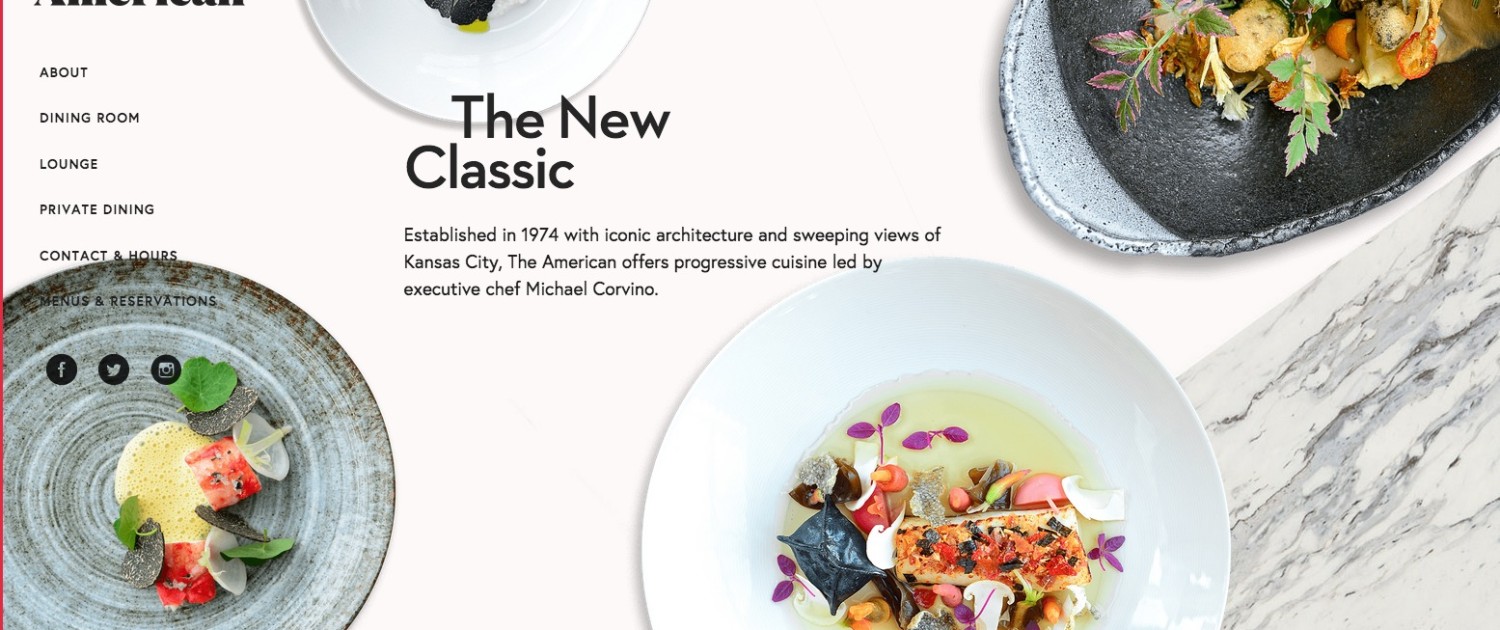 American
ABOUT
DINING ROOM
LOUNGE
PRIVATE DINING
CONTACT & HOURS
MENUS & RESERVATIONS
The New
Classic
Established in 1974 with iconic architecture and sweeping views of
Kansas City, The American offers progressive cuisine led by
executive chef Michael Corvino.